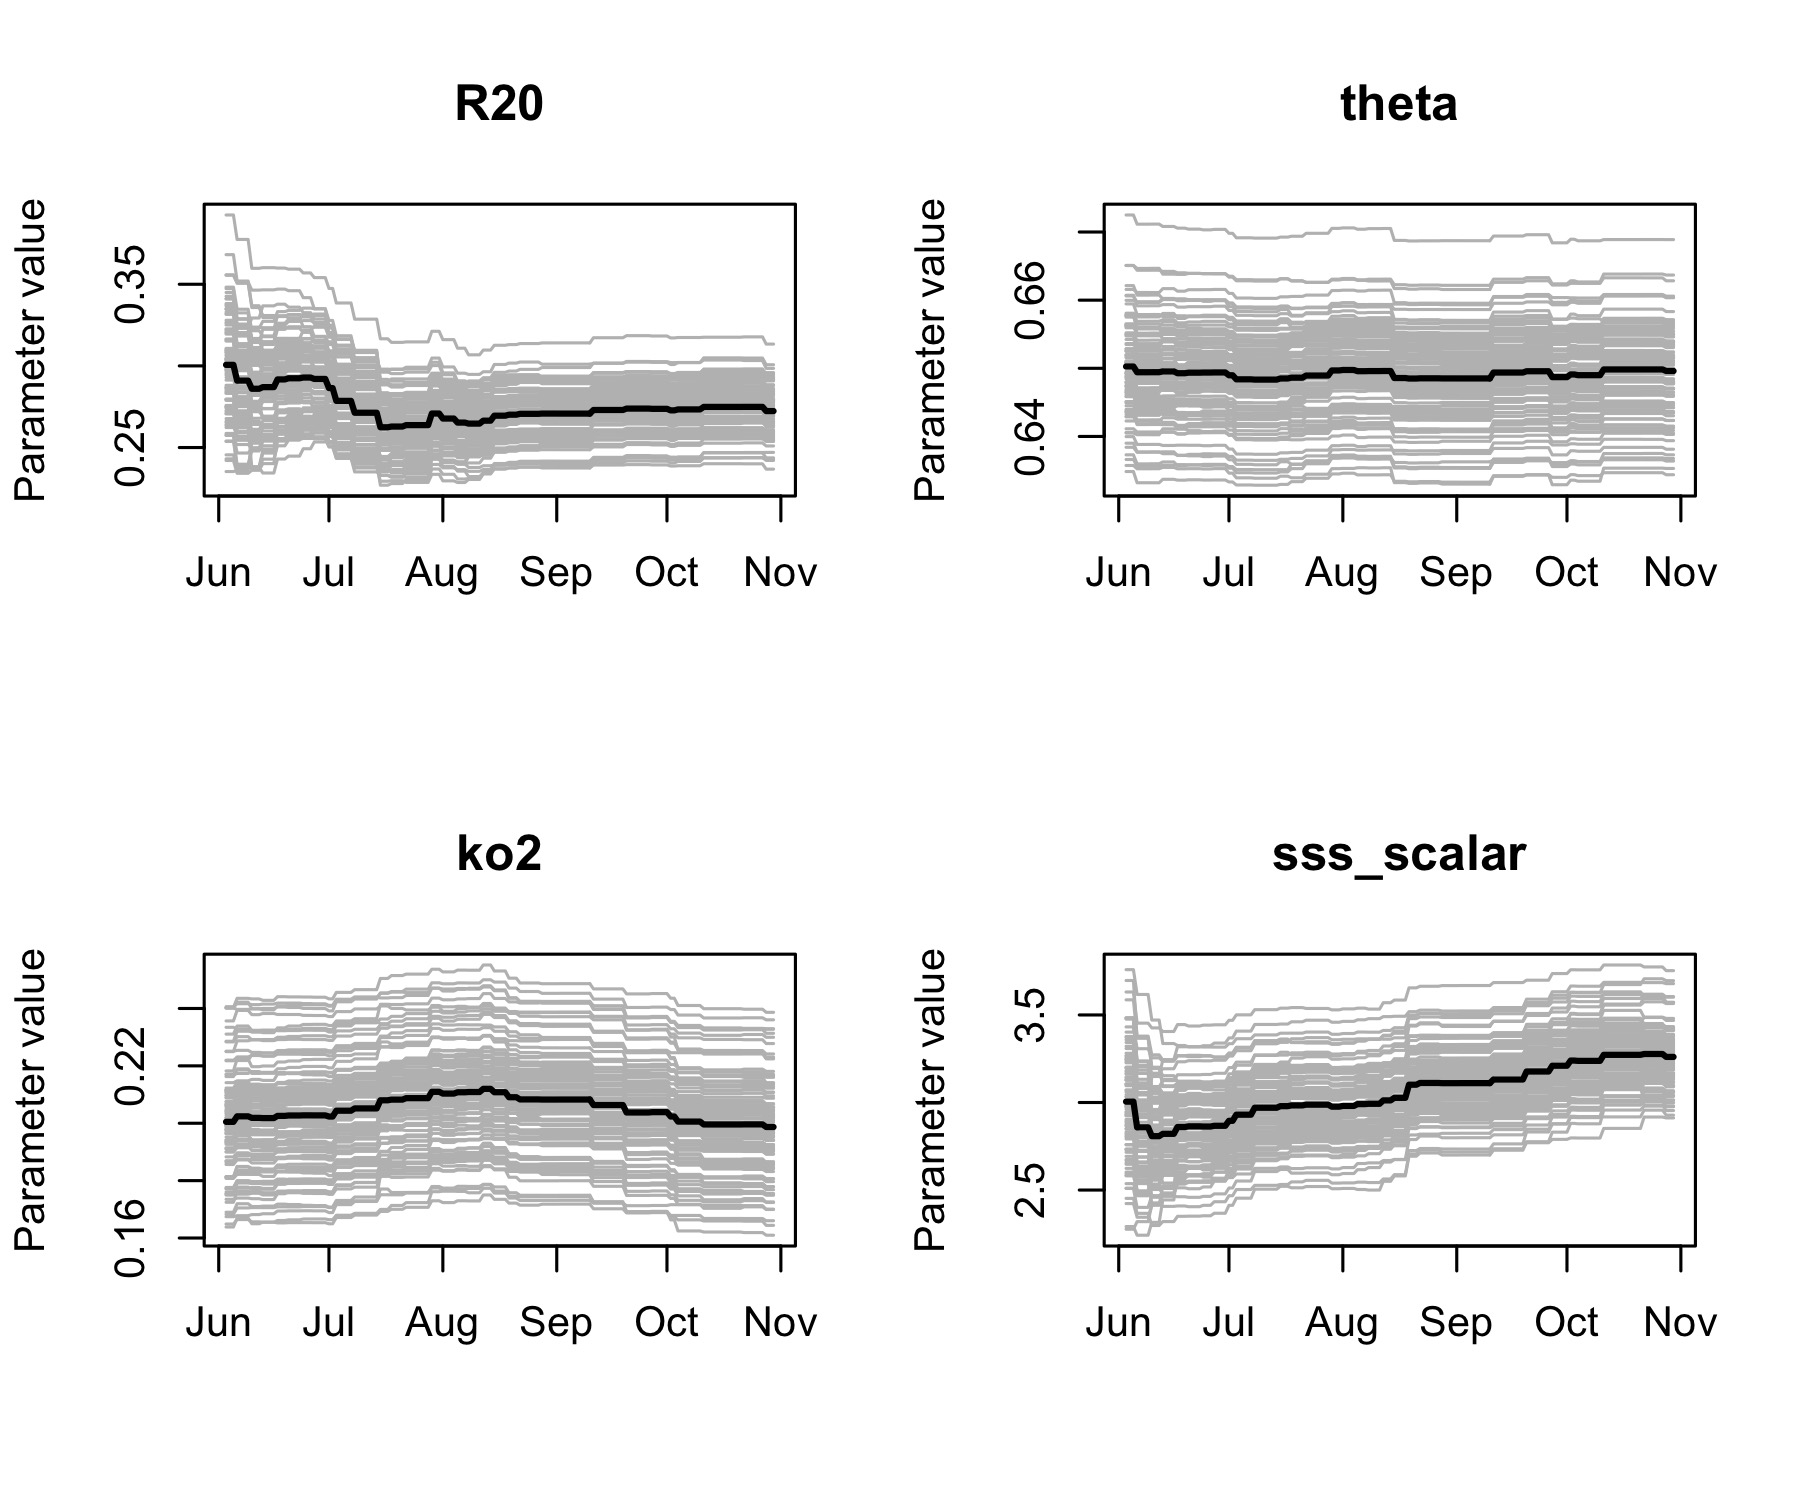 R20
Parameter value
0.35
0.25
Jun Jul Aug Sep Oct Nov
theta
Parameter value
0.66
0.64
Jun Jul Aug Sep Oct Nov
ko2
Parameter value
0.22
0.16
Jun Jul Aug Sep Oct Nov
sss_scalar
Parameter value
3.5
2.5
Jun Jul Aug Sep Oct Nov